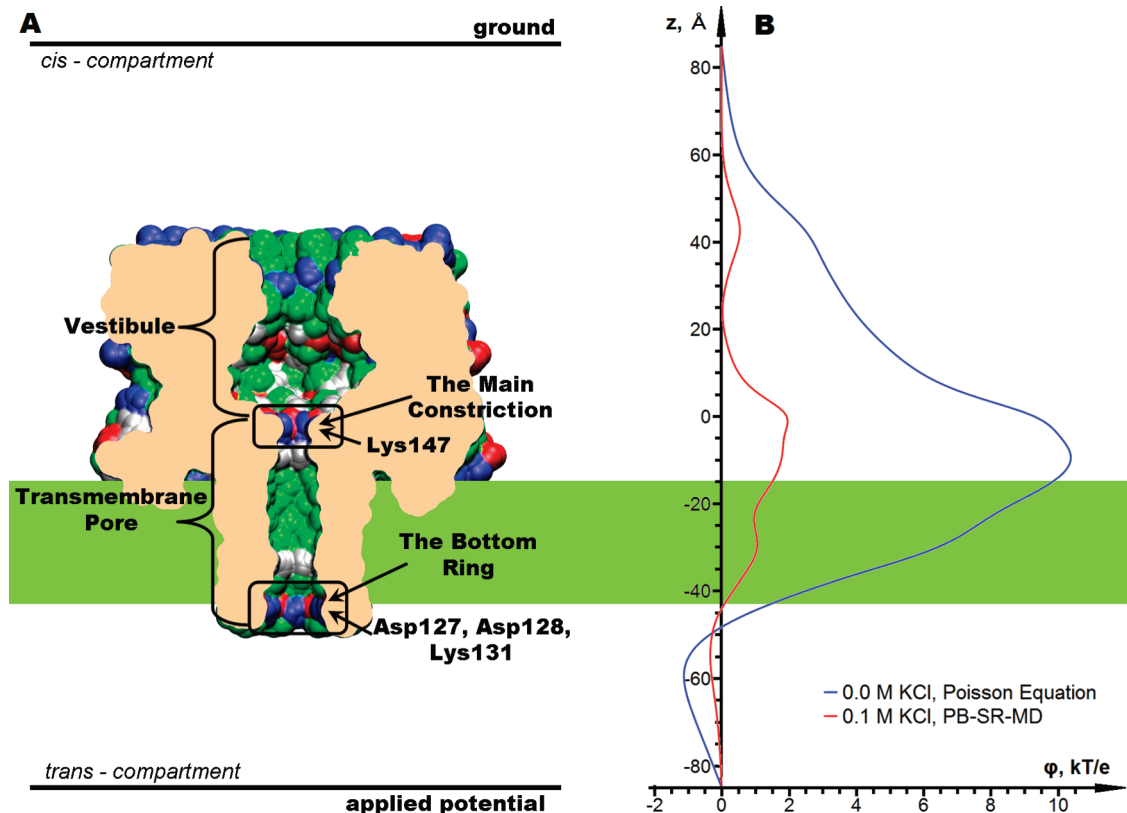 A
ground
cis - compartment
Vestibule
The Main
Constriction
Lys147
Transmembrane
Pore
The Bottom
Ring
Asp127, Asp128,
Lys131
trans - compartment
applied potential
z, Å
B
80
60
40
20
0
-20
-40
-60
-80
0.0 M KCl, Poisson Equation
0.1 M KCl, PB-SR-MD
φ, kT/e
-2 0 2 4 6 8 10